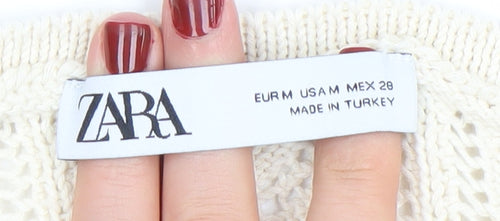 ZARA
EUR M USA M MEX 28
MADE IN TURKEY